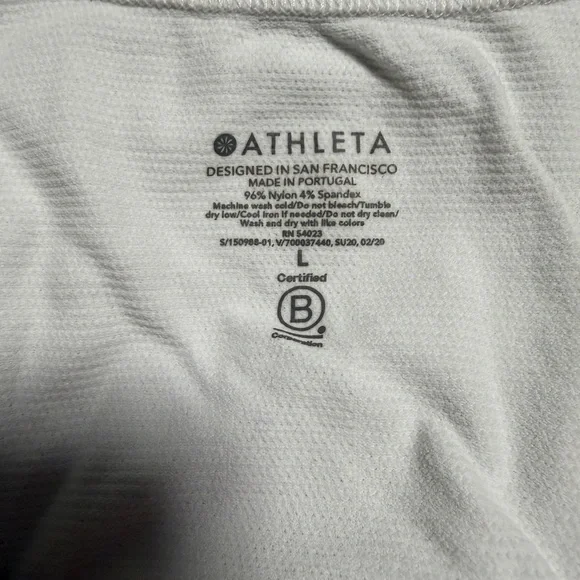 ATHLETA
DESIGNED IN SAN FRANCISCO
MADE IN PORTUGAL
96% Nylon 4% Spandex
Machine wash cold/Do not bleach/Tumble
dry low/Cool iron if needed/Do not dry clean/
Wash and dry with like colors
RN 54023
S/150988-01, V/700037440, SU20, 02/20
L
Certified
B
Corporation